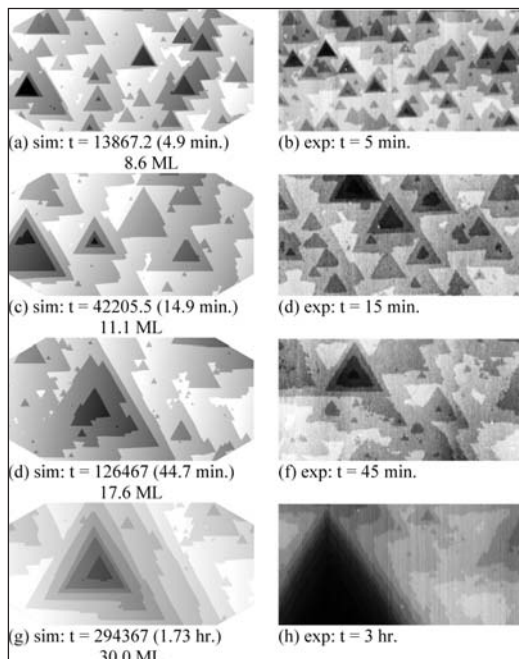 (a) sim: t = 13867.2 (4.9 min.)
8.6 ML
(b) exp: t = 5 min.
(c) sim: t = 42205.5 (14.9 min.)
11.1 ML
(d) exp: t = 15 min.
(d) sim: t = 126467 (44.7 min.)
17.6 ML
(f) exp: t = 45 min.
(g) sim: t = 294367 (1.73 hr.)
30.0 ML
(h) exp: t = 3 hr.